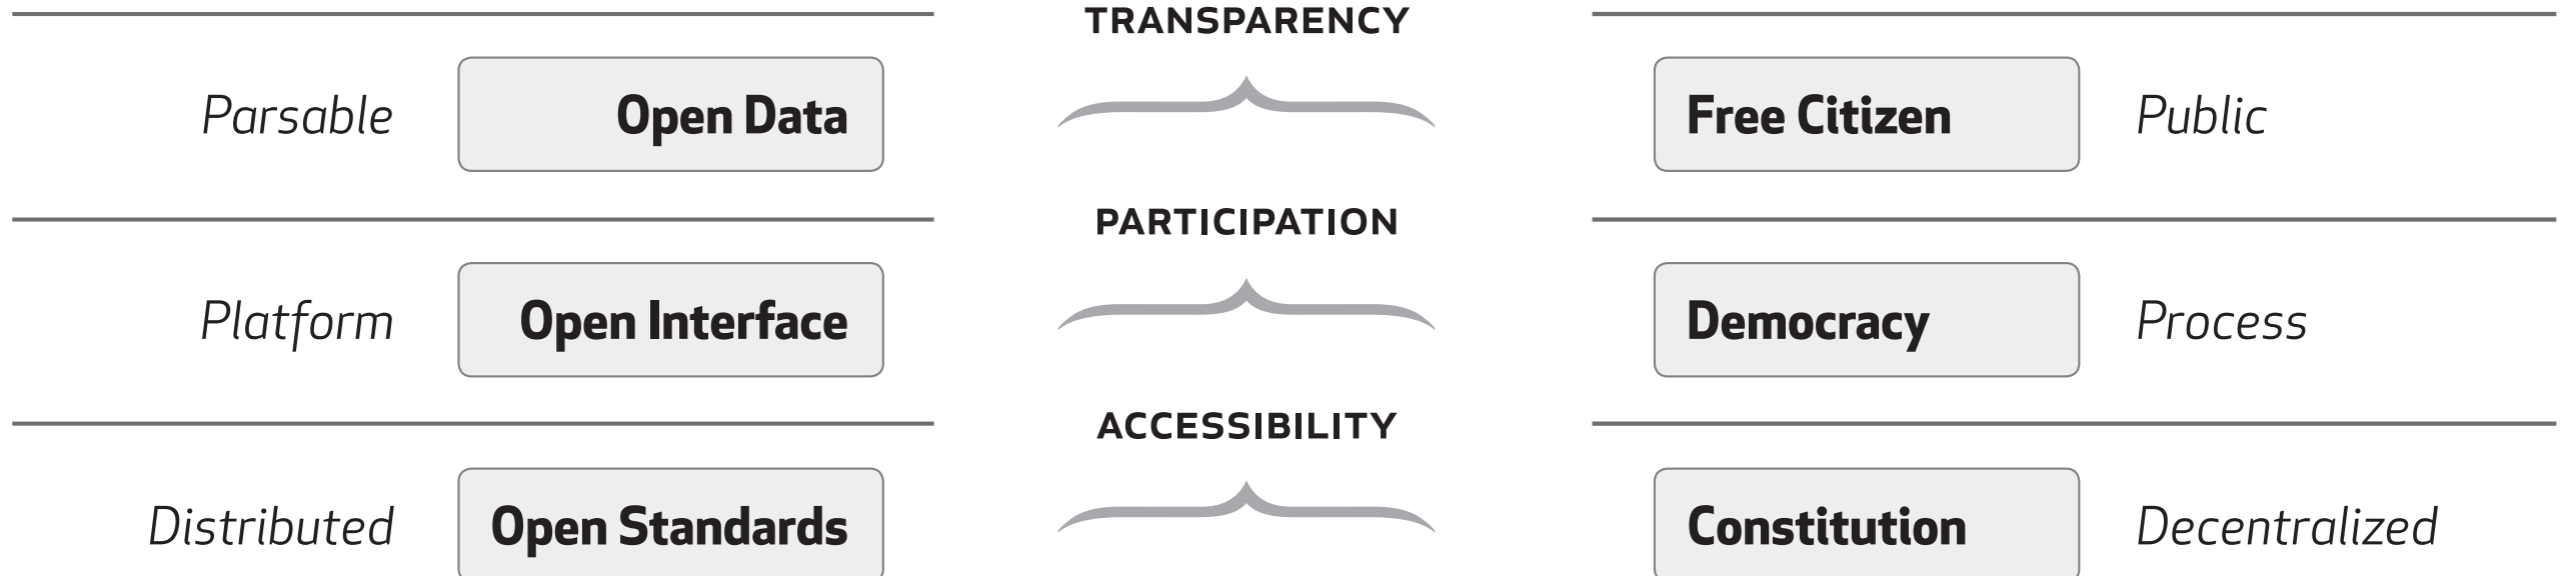 TRANSPARENCY
Parsable Open Data Free Citizen Public
PARTICIPATION
Platform Open Interface Democracy Process
ACCESSIBILITY
Distributed Open Standards Constitution Decentralized